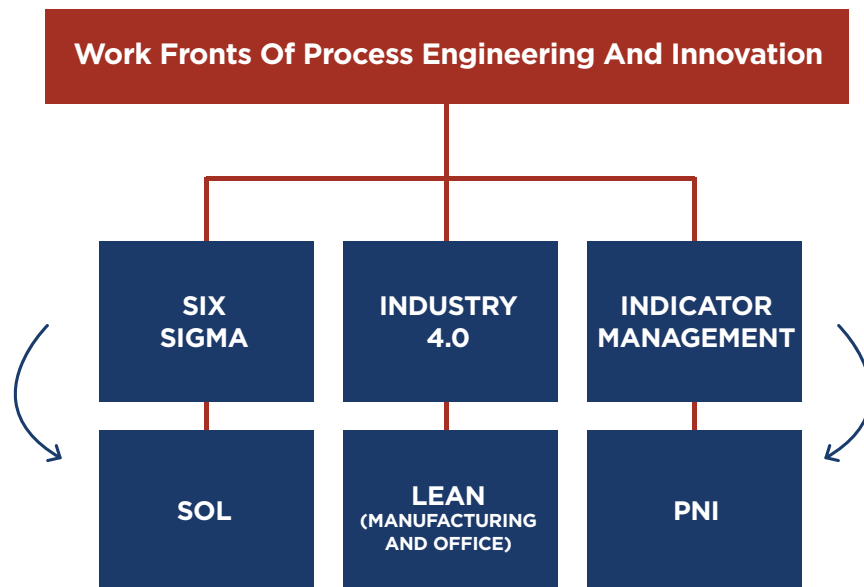 Work Fronts Of Process Engineering And Innovation
SIX
SIGMA
INDUSTRY
4.0
INDICATOR
MANAGEMENT
SOL
LEAN
(MANUFACTURING
AND OFFICE)
PNI